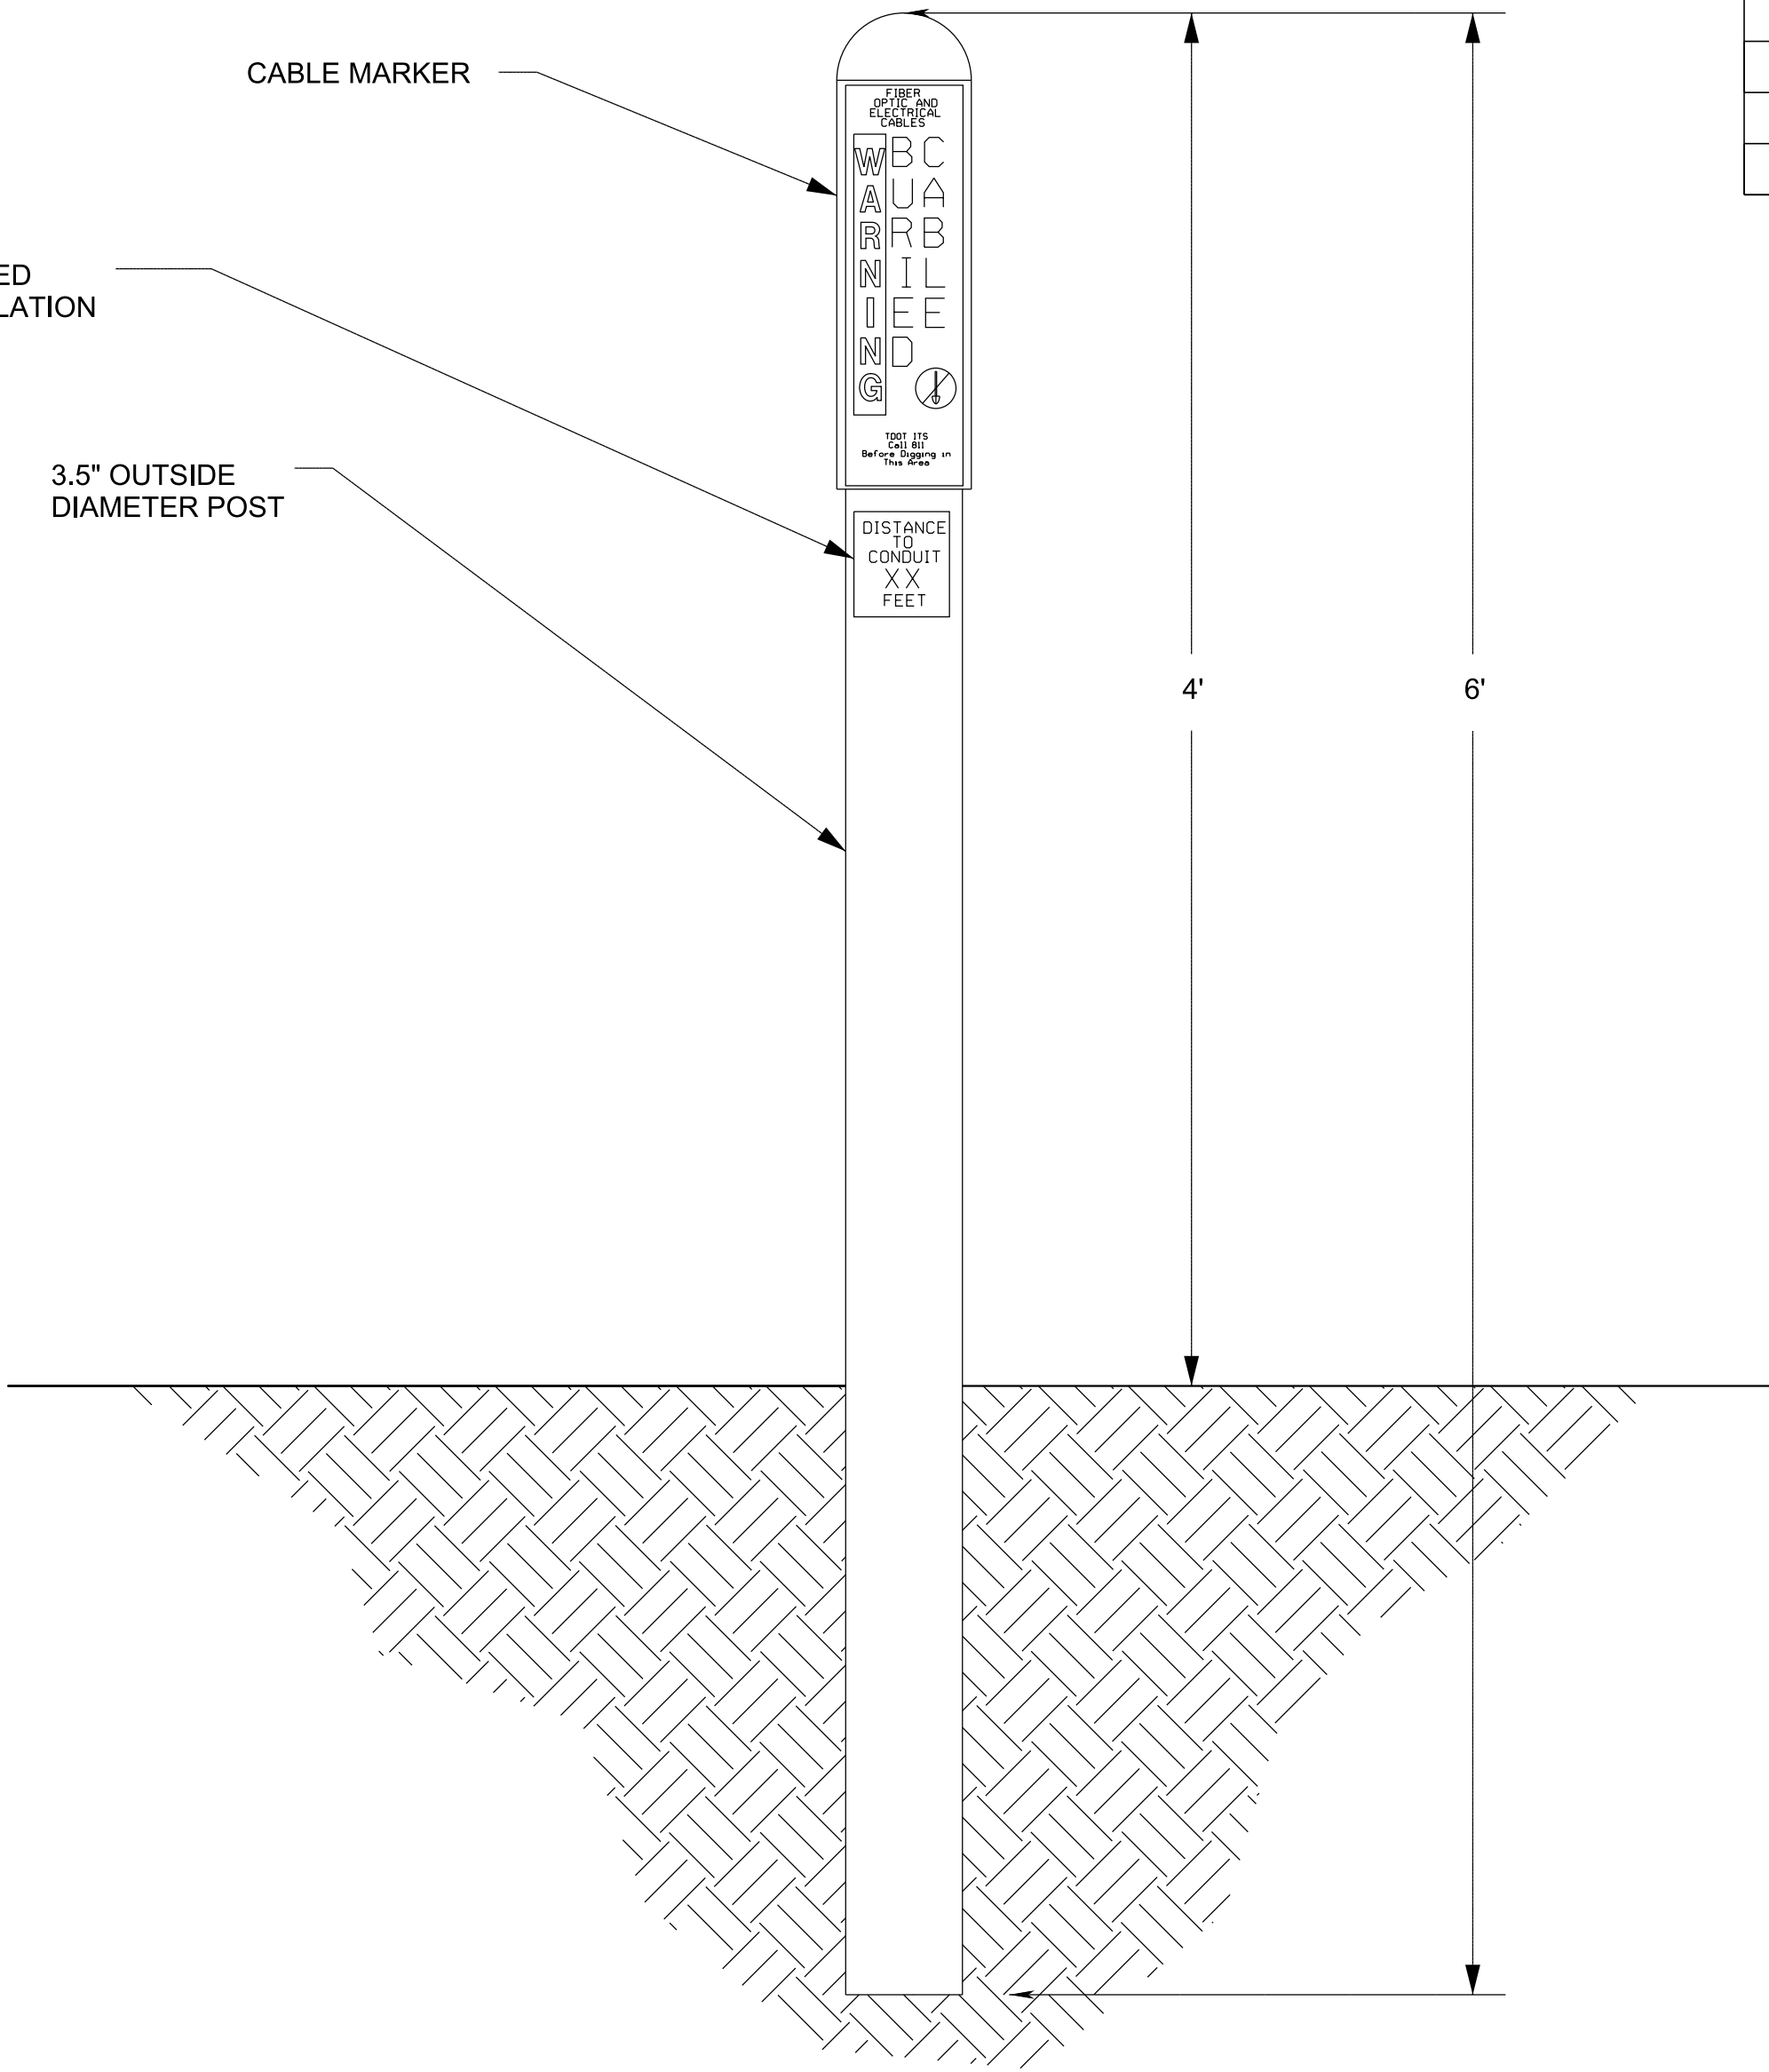 CABLE MARKER
FIBER
OPTIC AND
ELECTRICAL
CABLES
WARNING
BURIED
CABLE
TDOT ITS
Call 811
Before Digging in
This Area
ED
LATION
3.5" OUTSIDE
DIAMETER POST
DISTANCE
TO
CONDUIT
XX
FEET
4'
6'